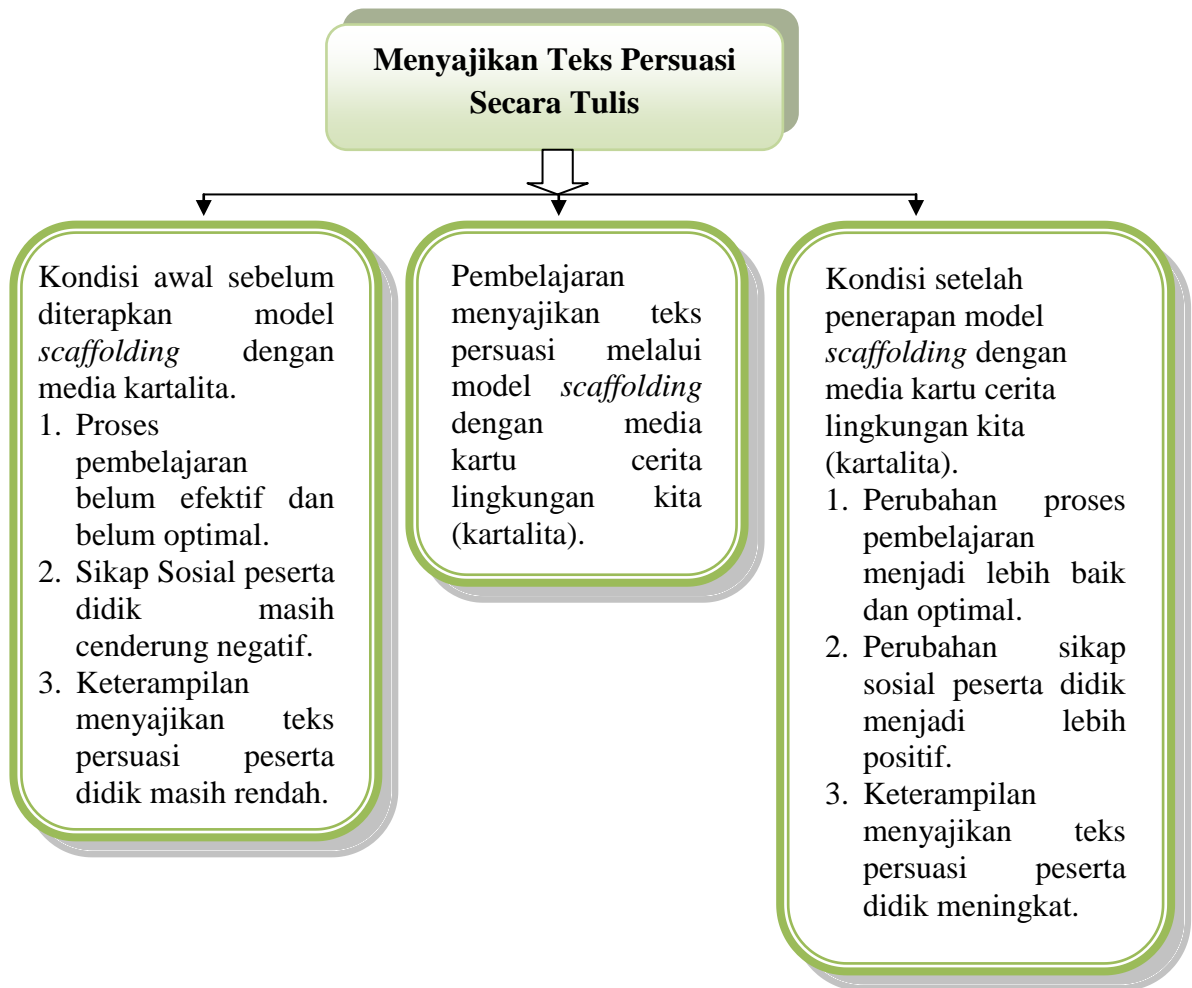 Menyajikan Teks Persuasi
Secara Tulis
Kondisi awal sebelum
diterapkan model
scaffolding dengan
media kartalita.
1. Proses
pembelajaran
belum efektif dan
belum optimal.
2. Sikap Sosial peserta
didik masih
cenderung negatif.
3. Keterampilan
menyajikan teks
persuasi peserta
didik masih rendah.
Pembelajaran
menyajikan teks
persuasi melalui
model scaffolding
dengan media
kartu cerita
lingkungan kita
(kartalita).
Kondisi setelah
penerapan model
scaffolding dengan
media kartu cerita
lingkungan kita
(kartalita).
1. Perubahan proses
pembelajaran
menjadi lebih baik
dan optimal.
2. Perubahan sikap
sosial peserta didik
menjadi lebih
positif.
3. Keterampilan
menyajikan teks
persuasi peserta
didik meningkat.